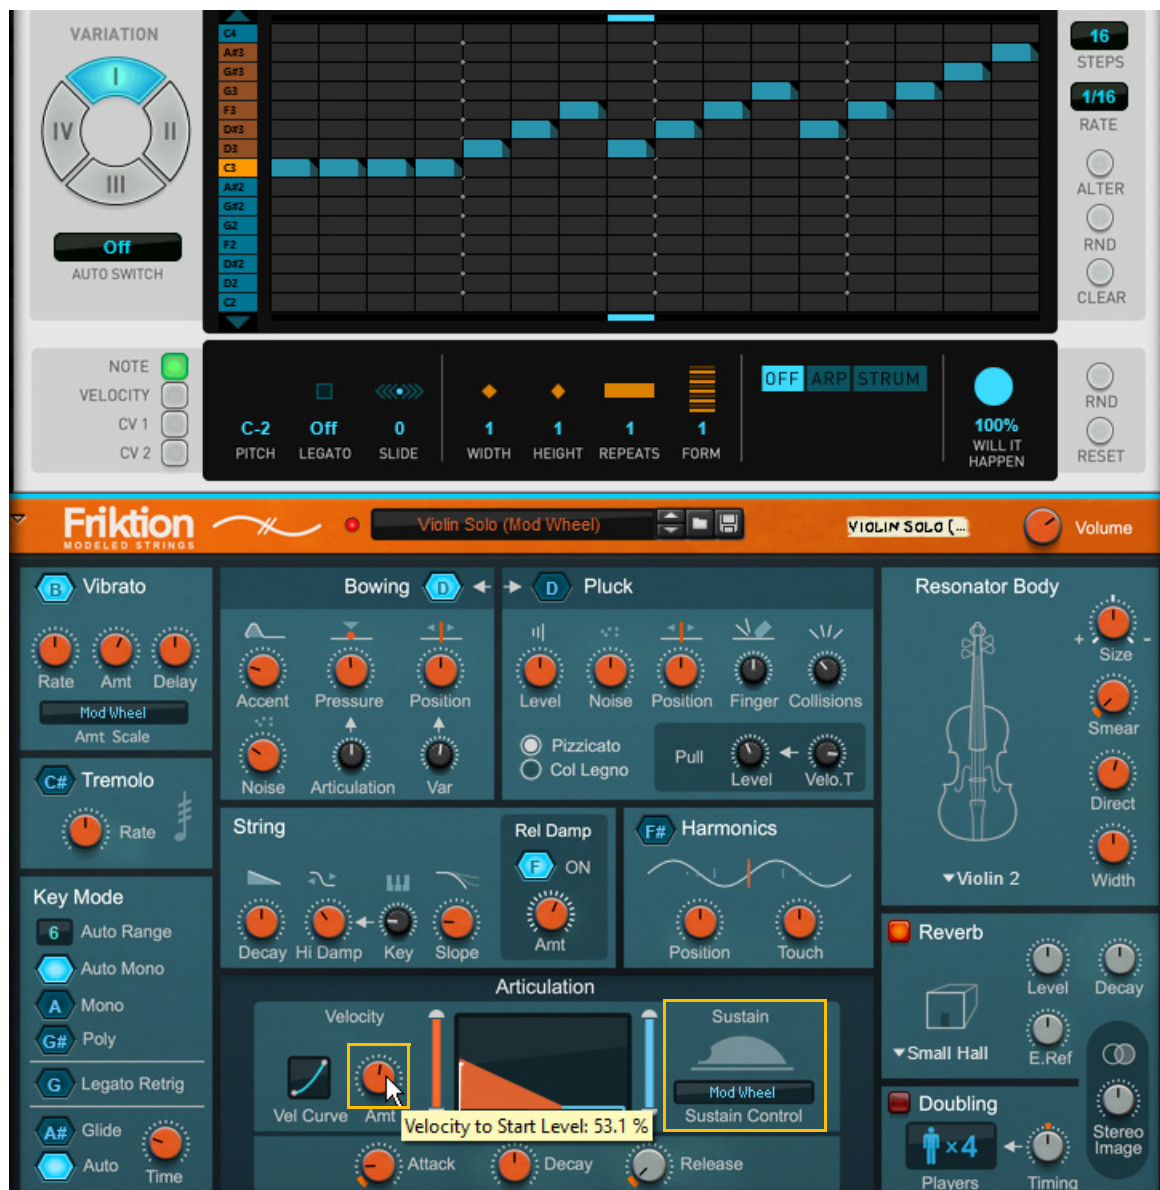 VARIATION
I
II
III
IV
Off
AUTO SWITCH
C4
A#3
G#3
G3
F3
D#3
D3
C3
A#2
G#2
G2
F2
D#2
D2
C2
16
STEPS
1/16
RATE
ALTER
RND
CLEAR
NOTE
VELOCITY
CV 1
CV 2
C-2 Off 0 1 1 1 1
PITCH LEGATO SLIDE WIDTH HEIGHT REPEATS FORM
OFF ARP STRUM
100%
WILL IT
HAPPEN
RND
RESET
Friktion
MODELED STRINGS
Violin Solo (Mod Wheel)
VIOLIN SOLO (...
Volume
B Vibrato
Rate Amt Delay
Mod Wheel
Amt Scale
C# Tremolo
Rate
Key Mode
6 Auto Range
Auto Mono
A Mono
G# Poly
G Legato Retrig
A# Glide
Auto
Time
Bowing D
Accent Pressure Position
Noise Articulation Var
D Pluck
Level Noise Position Finger Collisions
Pizzicato
Col Legno
Pull
Level Velo.T
String
Decay Hi Damp Key Slope
Rel Damp
F ON
Amt
F# Harmonics
Position Touch
Articulation
Velocity
Vel Curve Amt
Velocity to Start Level: 53.1 %
Sustain
Mod Wheel
Sustain Control
Attack Decay Release
Resonator Body
+ -
Size
Smear
Direct
Width
Violin 2
Reverb
Level Decay
Small Hall
E.Ref
Doubling
×4
Players
Timing
Stereo
Image